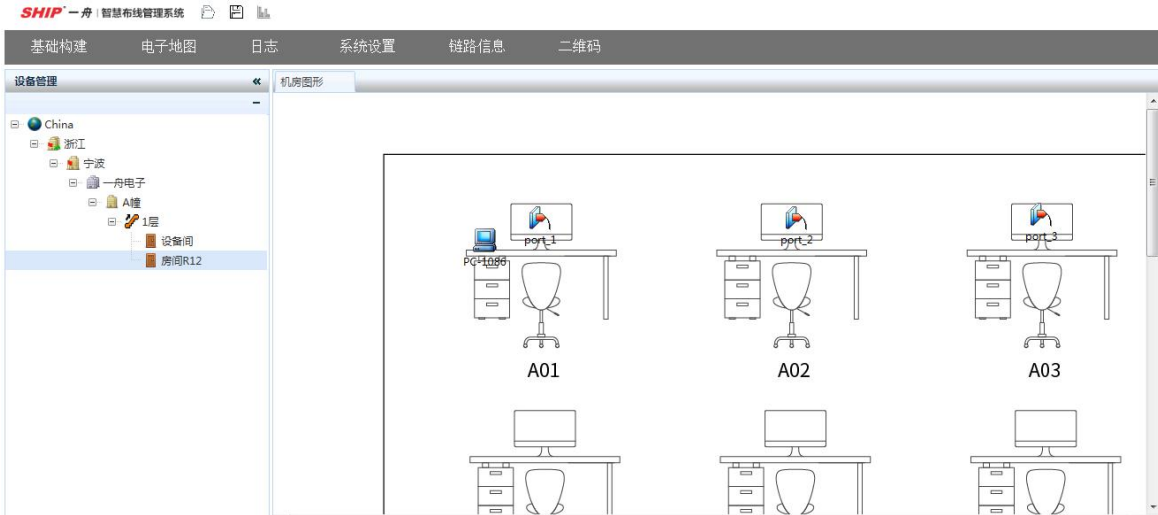 SHIP 一舟 | 智慧布线管理系统
基础构建 电子地图 日志 系统设置 链路信息 二维码
设备管理 机房图形
China
浙江
宁波
一舟电子
A幢
1层
设备间
房间R12
port_1 port_2 port_3
PC-1086
A01 A02 A03